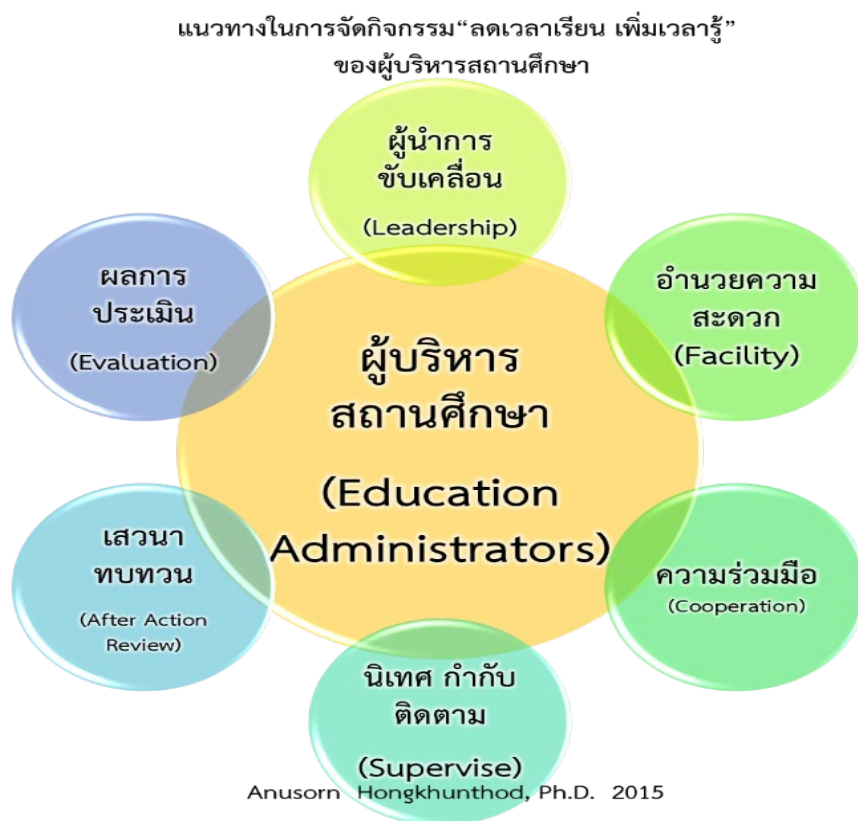 แนวทางในการจัดกิจกรรม“ลดเวลาเรียน เพิ่มเวลารู้”
ของผู้บริหารสถานศึกษา
ผู้นำการ
ขับเคลื่อน
(Leadership)
อำนวยความ
สะดวก
(Facility)
ความร่วมมือ
(Cooperation)
นิเทศ กำกับ
ติดตาม
(Supervise)
เสวนา
ทบทวน
(After Action
Review)
ผลการ
ประเมิน
(Evaluation)
ผู้บริหาร
สถานศึกษา
(Education
Administrators)
Anusorn Hongkhunthod, Ph.D. 2015